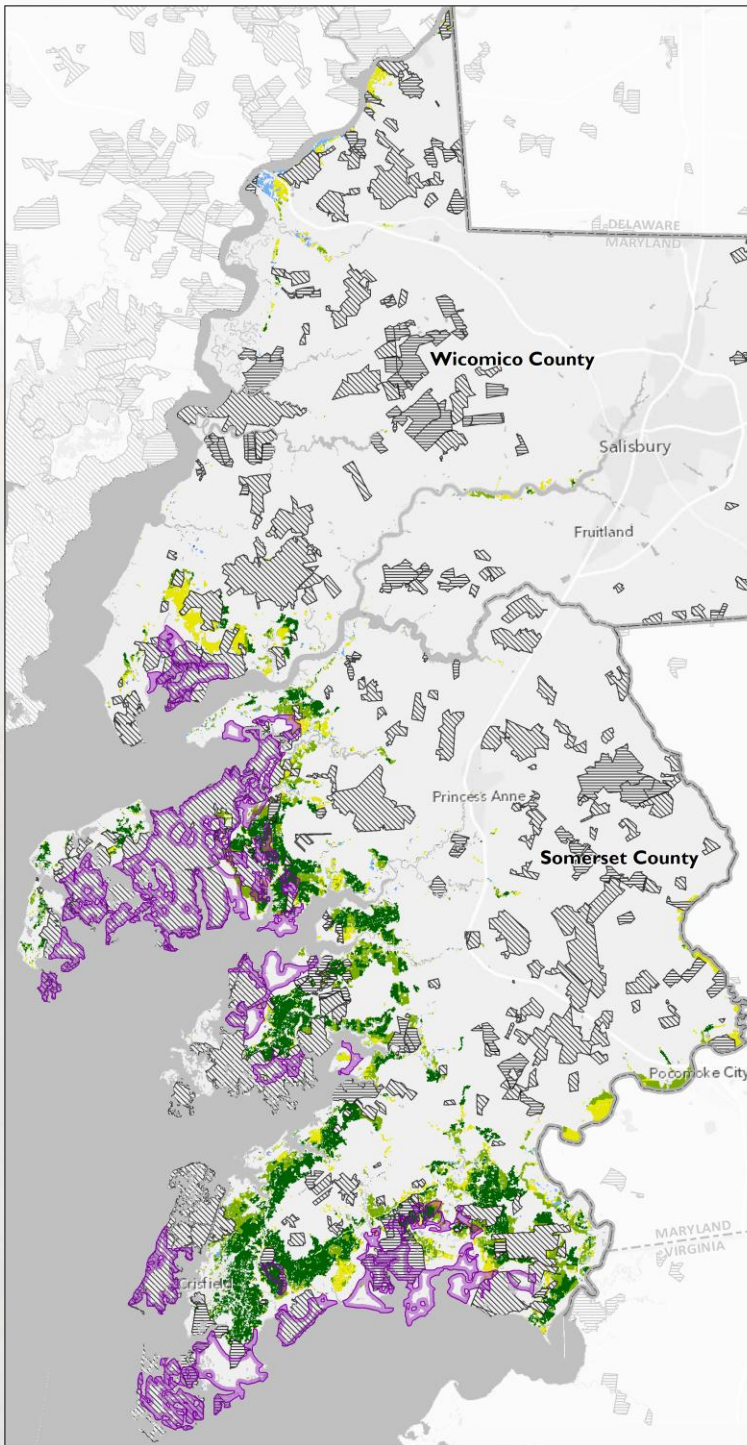 DELAWARE
MARYLAND
Wicomico County
Salisbury
Fruitland
Princess Anne
Somerset County
Pocomoke City
MARYLAND
VIRGINIA
Crisfield